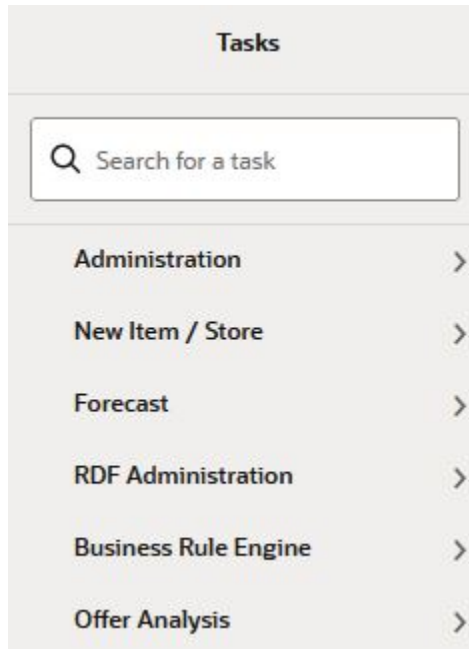 Tasks
Search for a task
Administration
New Item / Store
Forecast
RDF Administration
Business Rule Engine
Offer Analysis